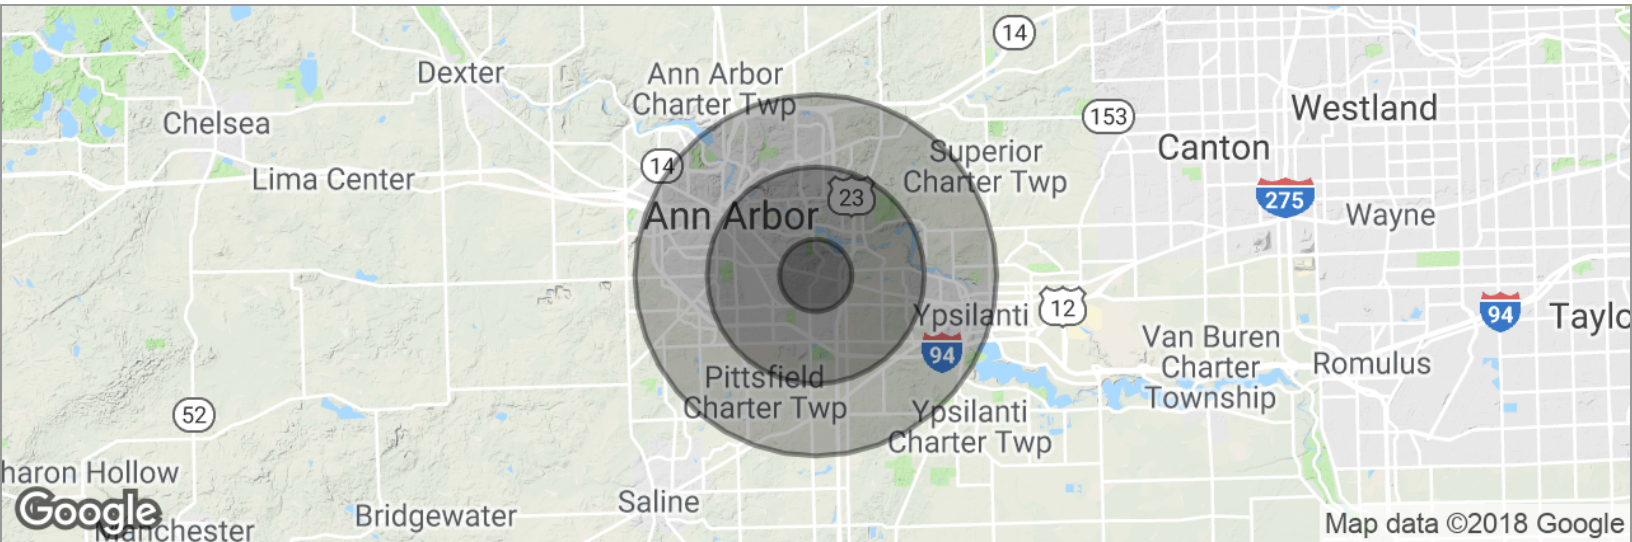 14
Dexter
Ann Arbor
Charter Twp
Westland
153
Chelsea
Canton
14
Superior
Charter Twp
Lima Center
23
275
Ann Arbor
Wayne
12
Ypsilanti
94
Taylo
94
Van Buren
Charter
Township
Romulus
Pittsfield
Charter Twp
52
Ypsilanti
Charter Twp
haron Hollow
Saline
Google
Bridgewater
Manchester
Map data ©2018 Google